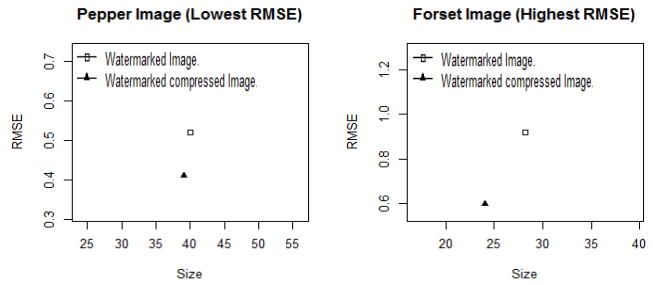 Pepper Image (Lowest RMSE)
Watermarked Image.
Watermarked compressed Image.
RMSE
0.7
0.6
0.5
0.4
0.3
25 30 35 40 45 50 55
Size
Forset Image (Highest RMSE)
Watermarked Image.
Watermarked compressed Image.
RMSE
1.2
1.0
0.8
0.6
20 25 30 35 40
Size